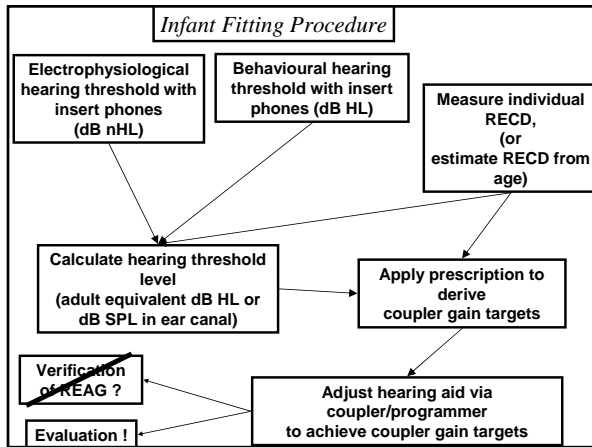 Infant Fitting Procedure
Electrophysiological
hearing threshold with
insert phones
(dB nHL)
Behavioural hearing
threshold with insert
phones (dB HL)
Measure individual
RECD,
(or
estimate RECD from
age)
Calculate hearing threshold
level
(adult equivalent dB HL or
dB SPL in ear canal)
Apply prescription to
derive
coupler gain targets
Verification
of REAG ?
Evaluation !
Adjust hearing aid via
coupler/programmer
to achieve coupler gain targets